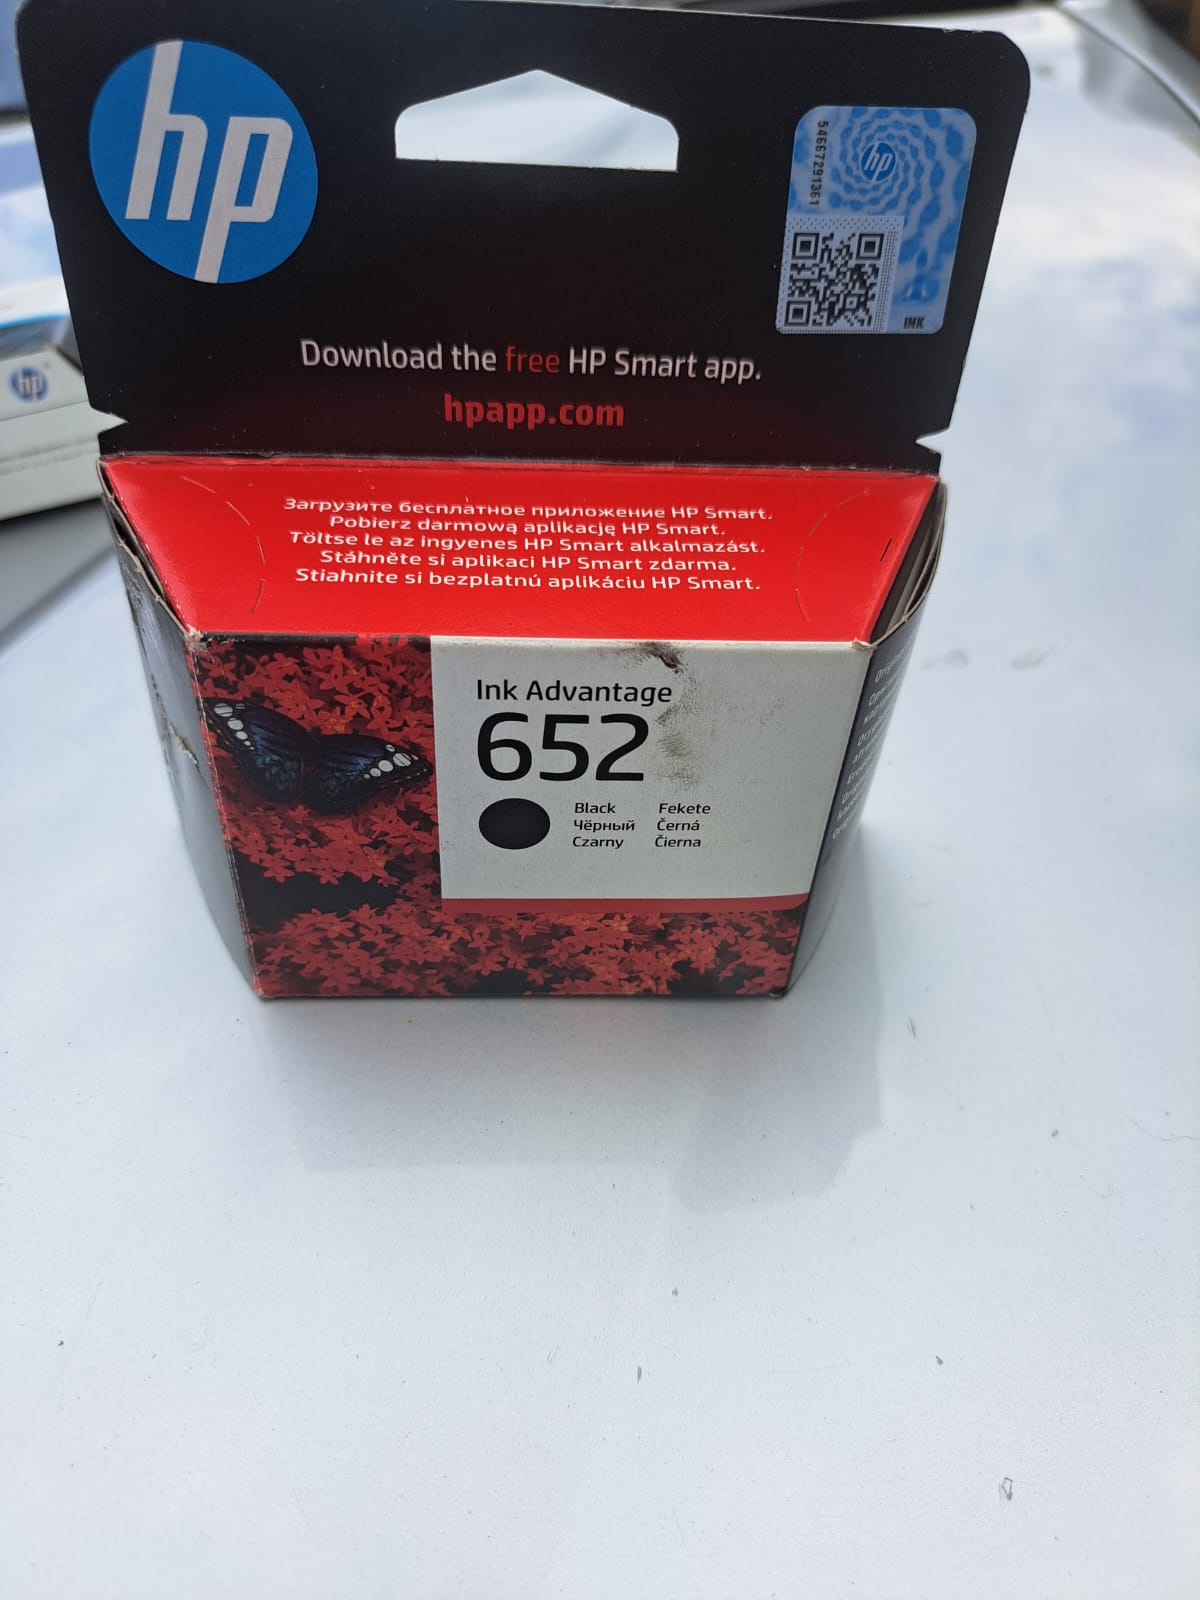 hp
54667291361
hp
INK
Download the free HP Smart app.
hpapp.com
hp
Загрузите бесплатное приложение HP Smart.
Pobierz darmową aplikację HP Smart.
Töltse le az ingyenes HP Smart alkalmazást.
Stáhněte si aplikaci HP Smart zdarma.
Stiahnite si bezplatnú aplikáciu HP Smart.
Ink Advantage
652
Black Fekete
Чёрный Černá
Czarny Čierna